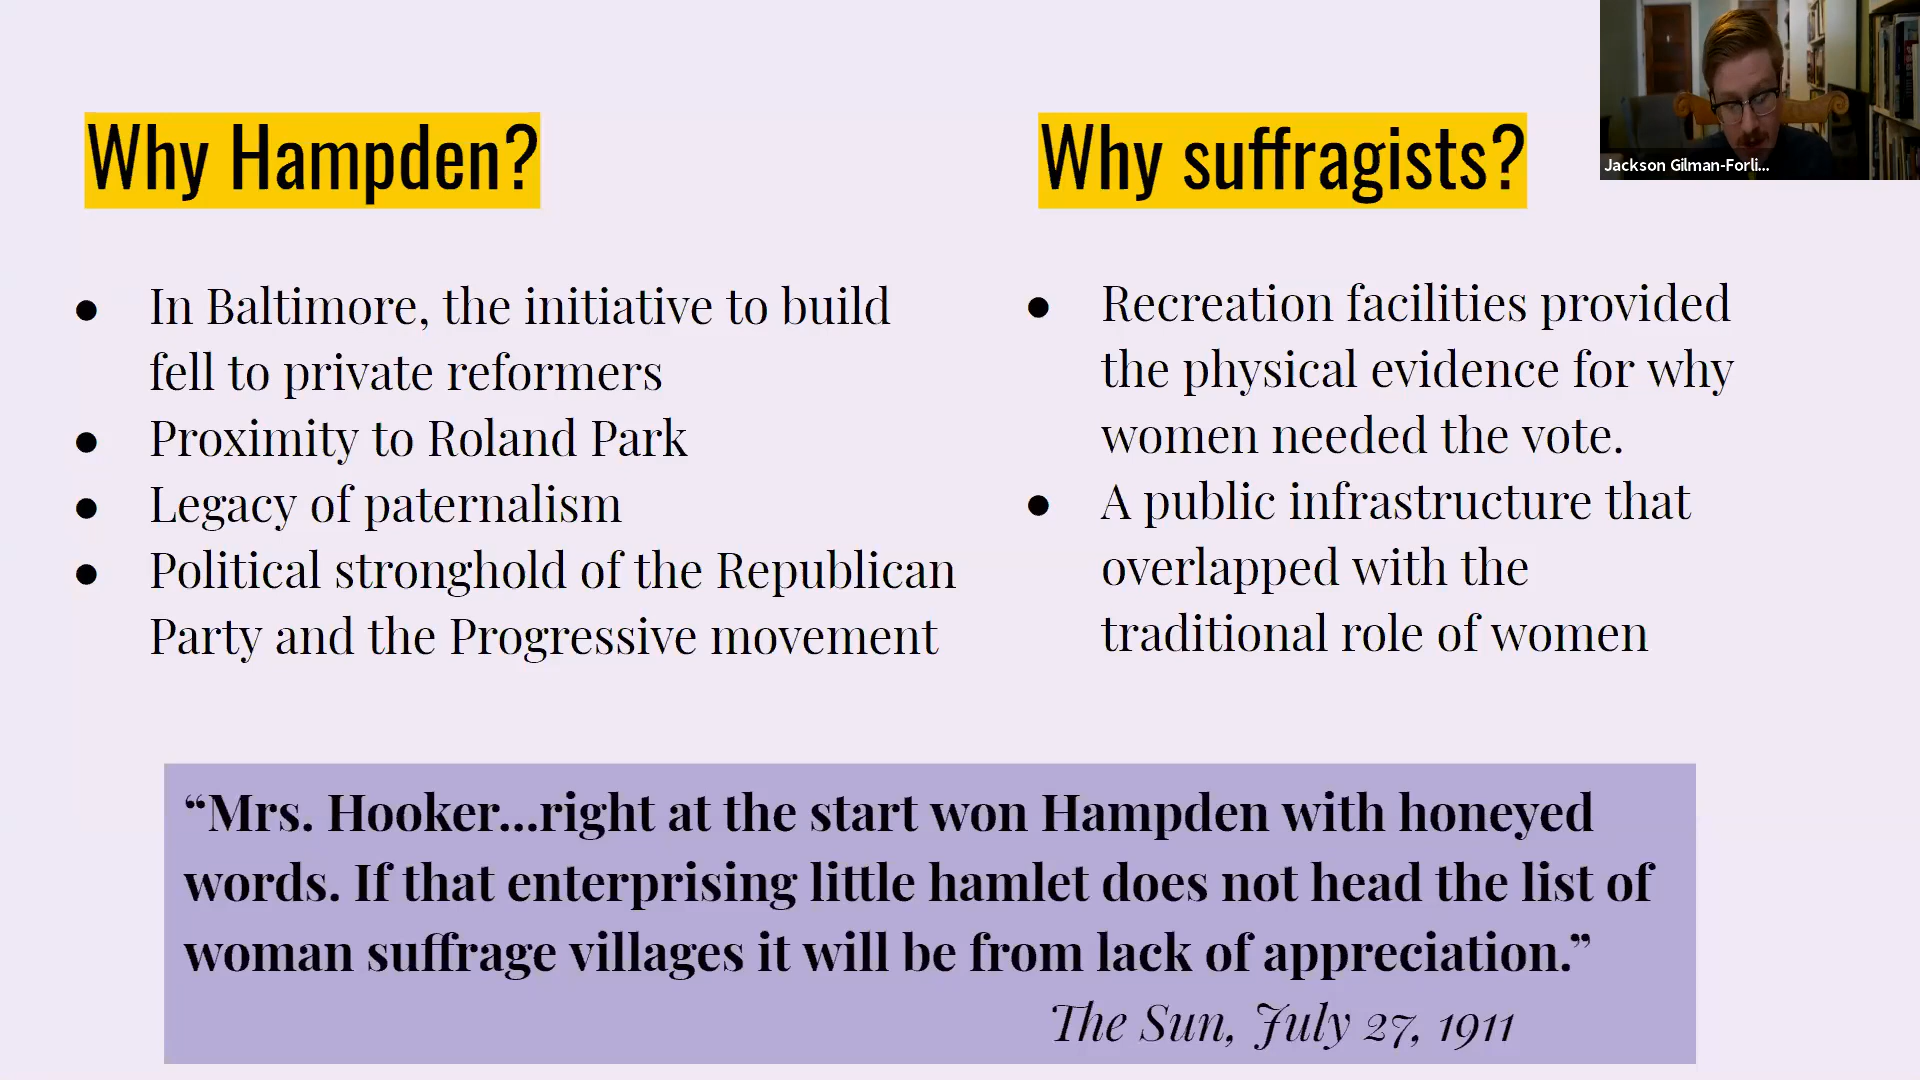 Why Hampden?
● In Baltimore, the initiative to build
fell to private reformers
● Proximity to Roland Park
● Legacy of paternalism
● Political stronghold of the Republican
Party and the Progressive movement
Why suffragists?
● Recreation facilities provided
the physical evidence for why
women needed the vote.
● A public infrastructure that
overlapped with the
traditional role of women
“Mrs. Hooker...right at the start won Hampden with honeyed
words. If that enterprising little hamlet does not head the list of
woman suffrage villages it will be from lack of appreciation.”
The Sun, July 27, 1911
Jackson Gilman-Forli...